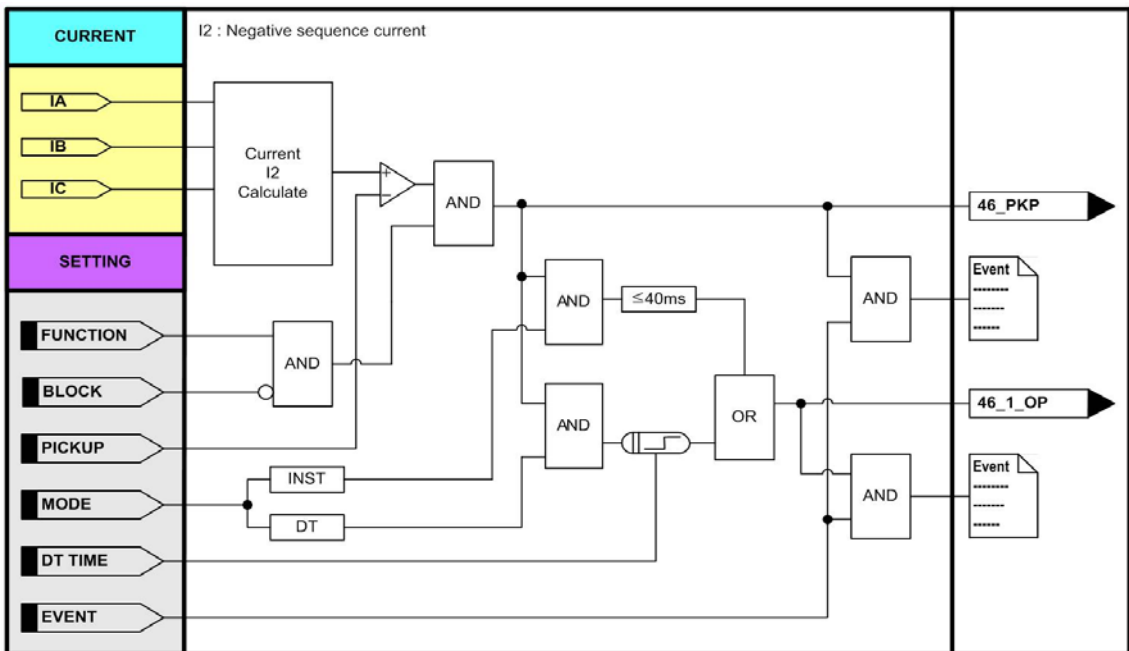 CURRENT
I2 : Negative sequence current
IA
IB
IC
Current
I2
Calculate
+
−
AND
46_PKP
SETTING
Event
--------
-------
------
AND
≤40ms
AND
FUNCTION
AND
BLOCK
AND
OR
46_1_OP
PICKUP
INST
Event
--------
-------
------
MODE
AND
DT
DT TIME
EVENT